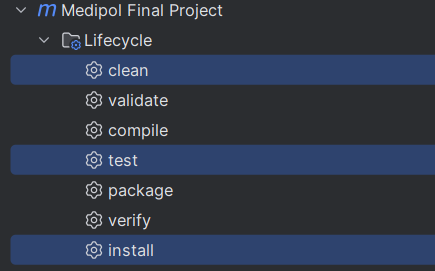 m Medipol Final Project
Lifecycle
clean
validate
compile
test
package
verify
install